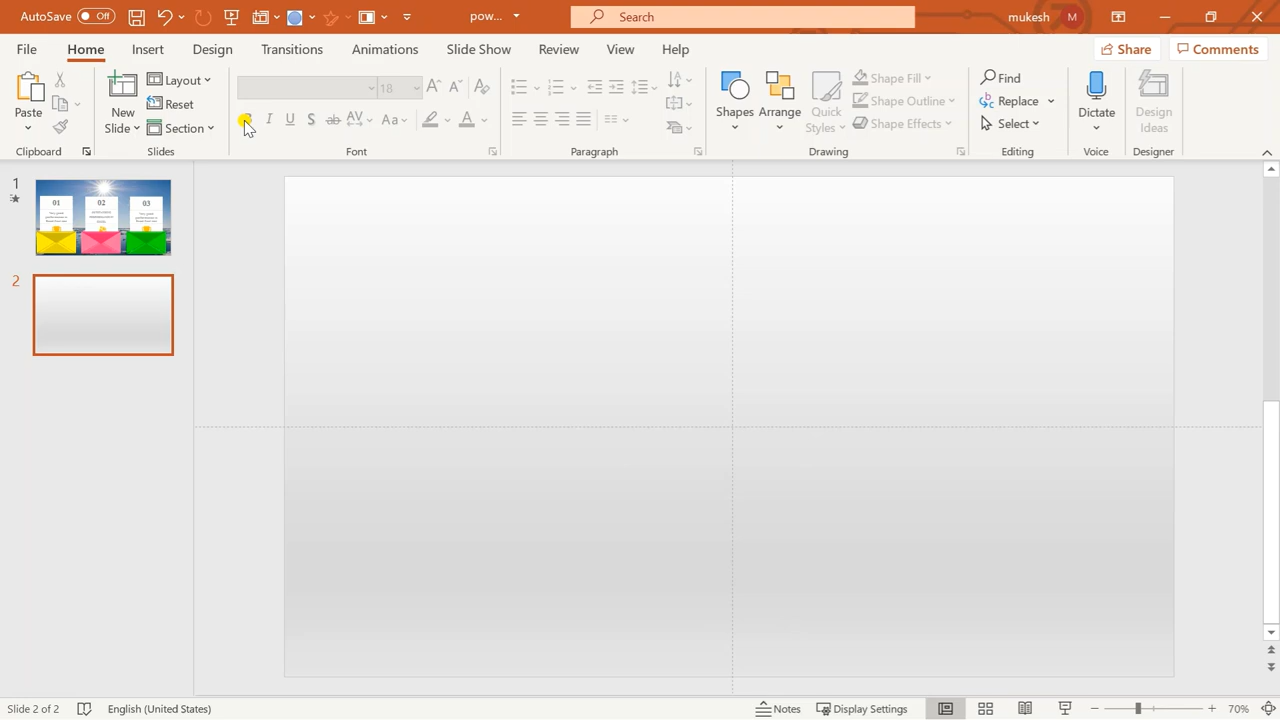 AutoSave Off pow... Search mukesh M
File Home Insert Design Transitions Animations Slide Show Review View Help Share Comments
Paste
Clipboard
New
Slide
Layout
Reset
Section
Slides
18
I U S ab AV Aa A
Font
Paragraph
Shapes
Arrange
Quick
Styles
Shape Fill
Shape Outline
Shape Effects
Drawing
Find
Replace
Select
Editing
Dictate
Voice
Design
Ideas
Designer
1
01 02 03
2
Slide 2 of 2 English (United States) Notes Display Settings 70%